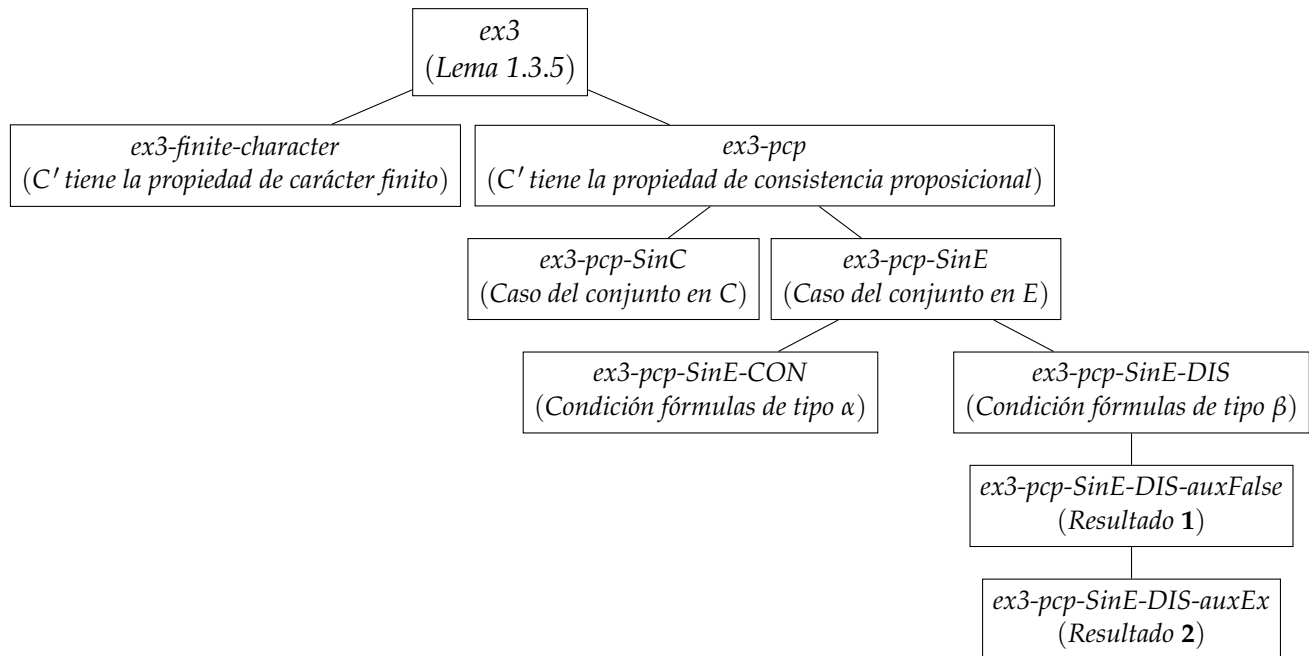 ex3
(Lema 1.3.5)
ex3-finite-character
(C′ tiene la propiedad de carácter finito)
ex3-pcp
(C′ tiene la propiedad de consistencia proposicional)
ex3-pcp-SinC
(Caso del conjunto en C)
ex3-pcp-SinE
(Caso del conjunto en E)
ex3-pcp-SinE-CON
(Condición fórmulas de tipo α)
ex3-pcp-SinE-DIS
(Condición fórmulas de tipo β)
ex3-pcp-SinE-DIS-auxFalse
(Resultado 1)
ex3-pcp-SinE-DIS-auxEx
(Resultado 2)